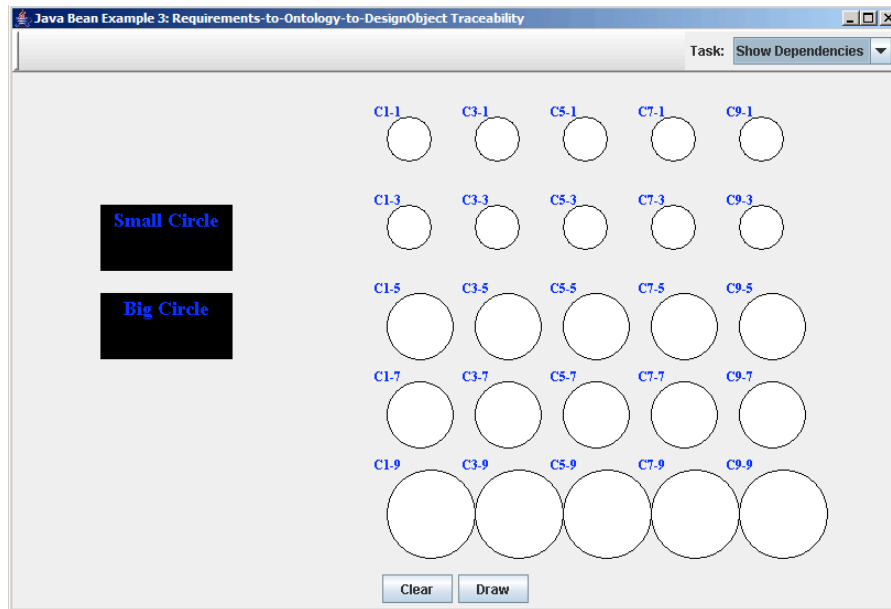 Java Bean Example 3: Requirements-to-Ontology-to-DesignObject Traceability
Task: Show Dependencies
C1-1 C3-1 C5-1 C7-1 C9-1
C1-3 C3-3 C5-3 C7-3 C9-3
Small Circle
C1-5 C3-5 C5-5 C7-5 C9-5
Big Circle
C1-7 C3-7 C5-7 C7-7 C9-7
C1-9 C3-9 C5-9 C7-9 C9-9
Clear Draw